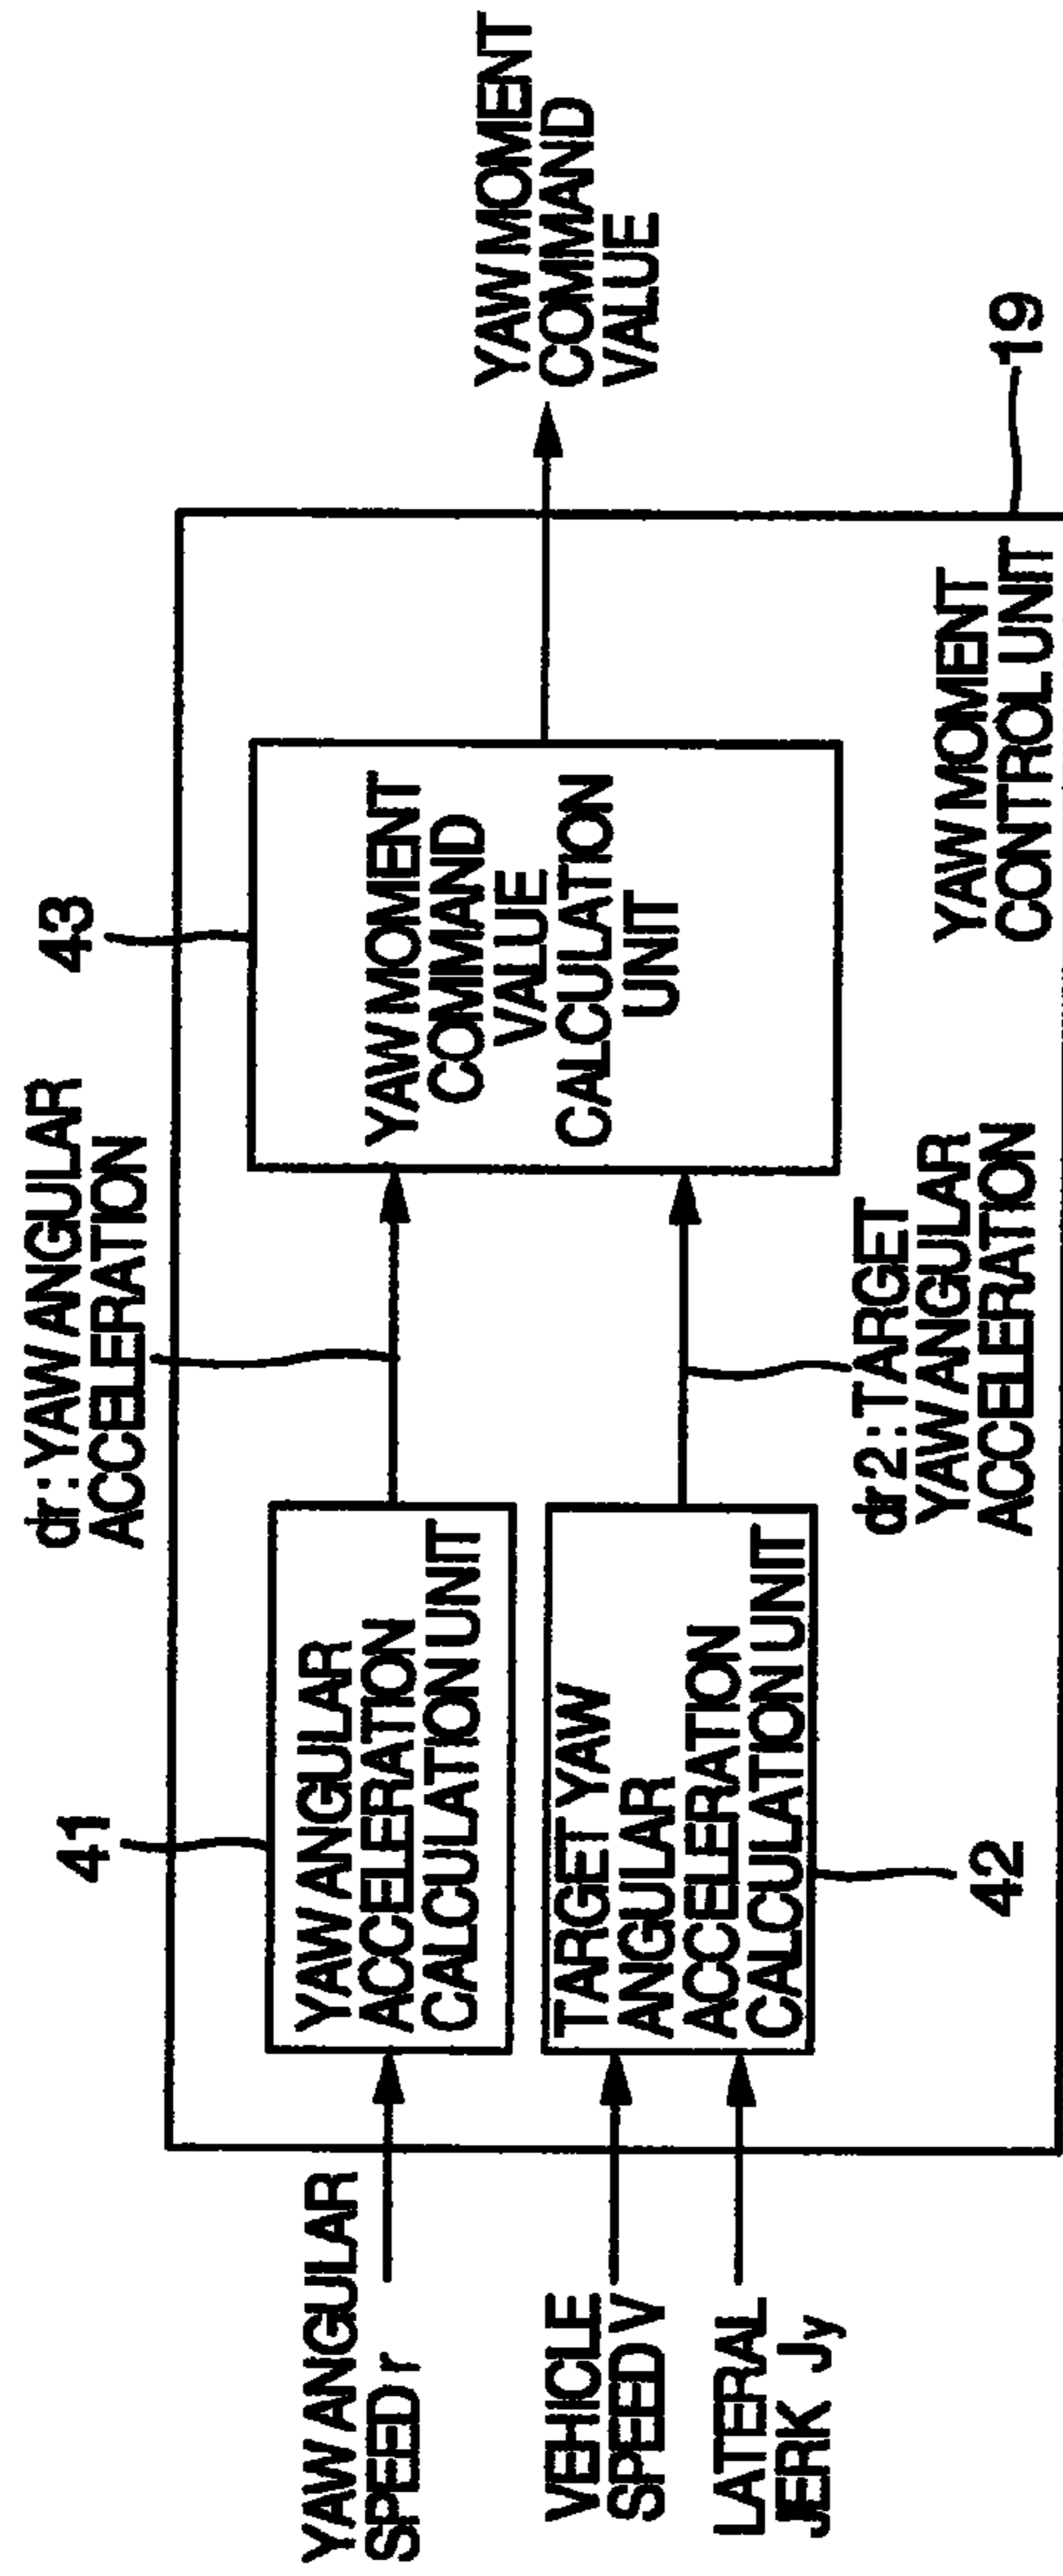 YAW ANGULAR
SPEED r
VEHICLE
SPEED V
LATERAL
JERK Jy
41
YAW ANGULAR
ACCELERATION
CALCULATION UNIT
TARGET YAW
ANGULAR
ACCELERATION
CALCULATION UNIT
42
dr : YAW ANGULAR
ACCELERATION
dr 2 : TARGET
YAW ANGULAR
ACCELERATION
43
YAW MOMENT
COMMAND
VALUE
CALCULATION
UNIT
YAW MOMENT
CONTROL UNIT
19
YAW MOMENT
COMMAND
VALUE